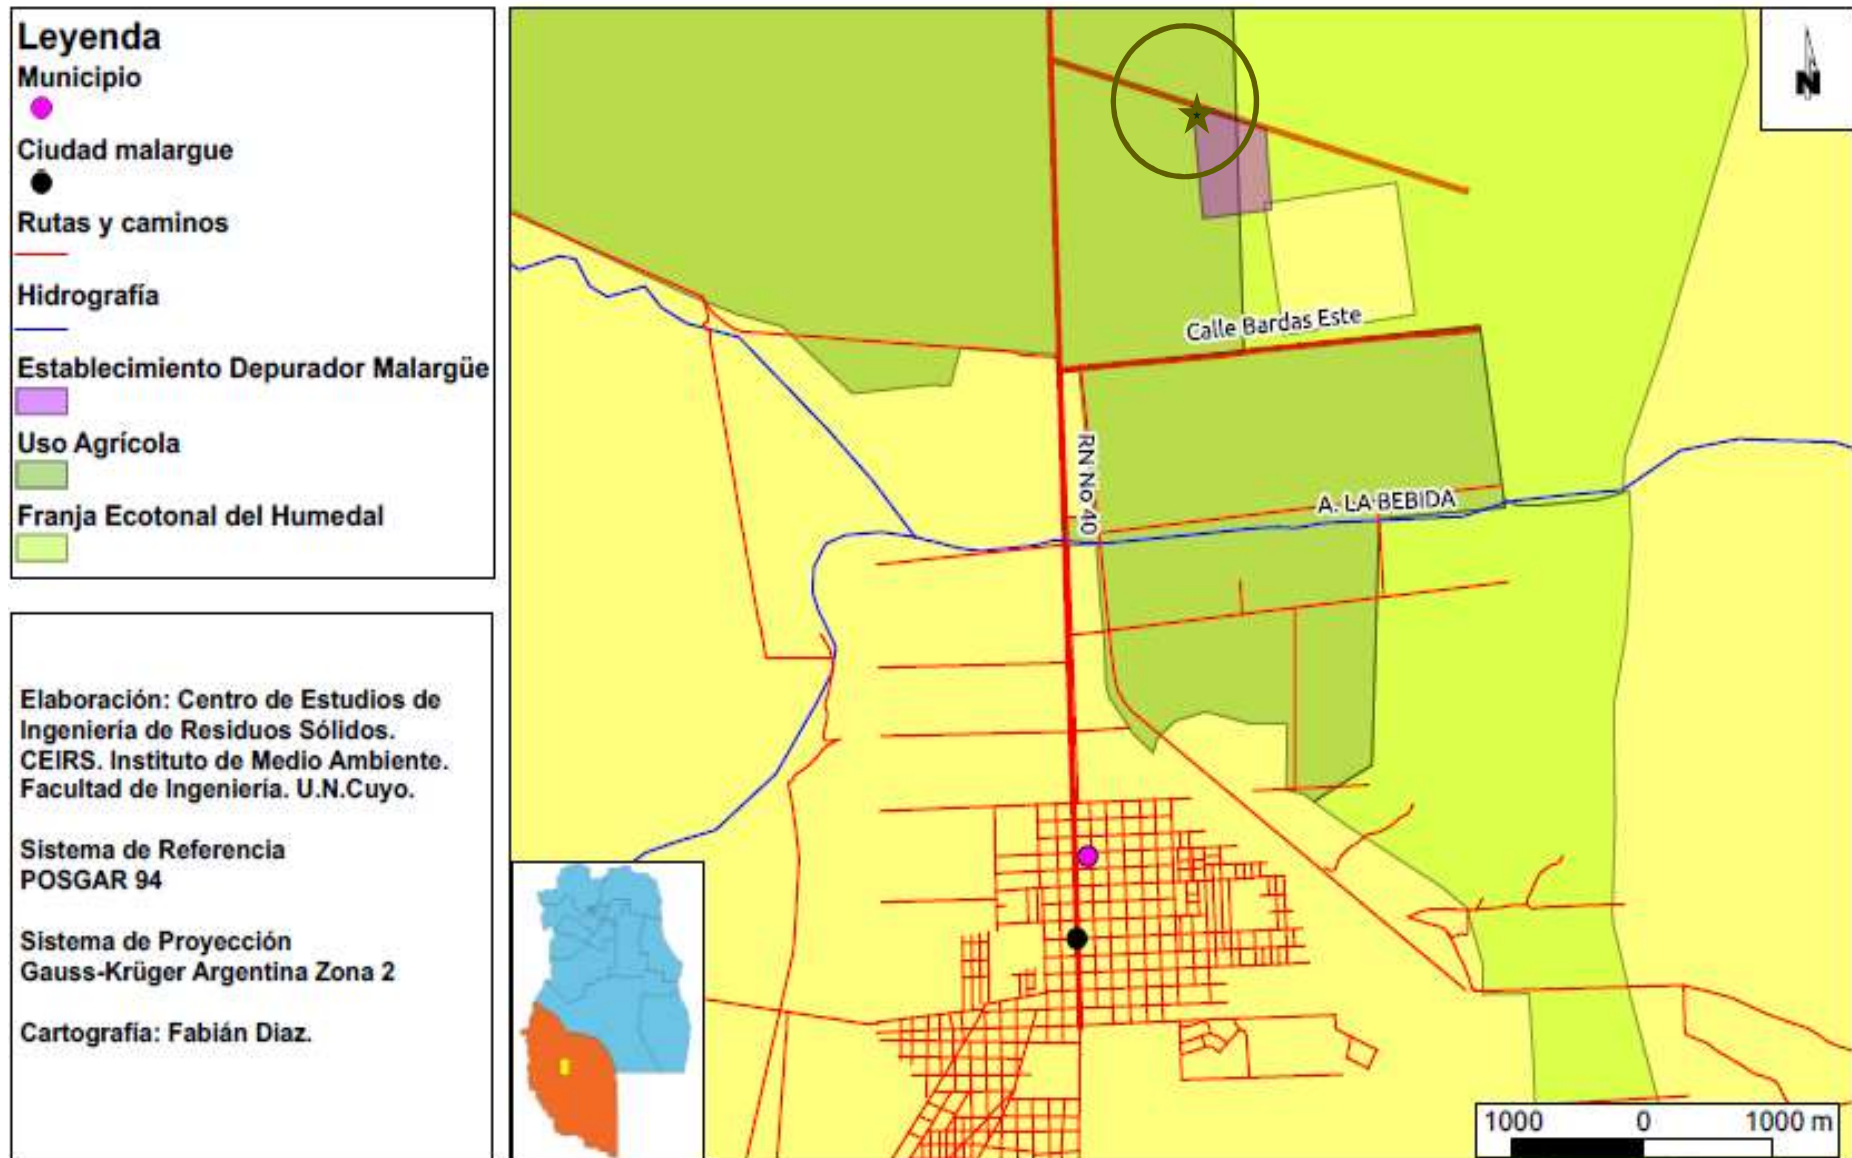 Leyenda
Municipio
Ciudad malargue
Rutas y caminos
Hidrografía
Establecimiento Depurador Malargüe
Uso Agrícola
Franja Ecotonal del Humedal
Elaboración: Centro de Estudios de
Ingeniería de Residuos Sólidos.
CEIRS. Instituto de Medio Ambiente.
Facultad de Ingeniería. U.N.Cuyo.
Sistema de Referencia
POSGAR 94
Sistema de Proyección
Gauss-Krüger Argentina Zona 2
Cartografía: Fabián Diaz.
N
Calle Bardas Este
RN No 40
A. LA BEBIDA
1000 0 1000 m